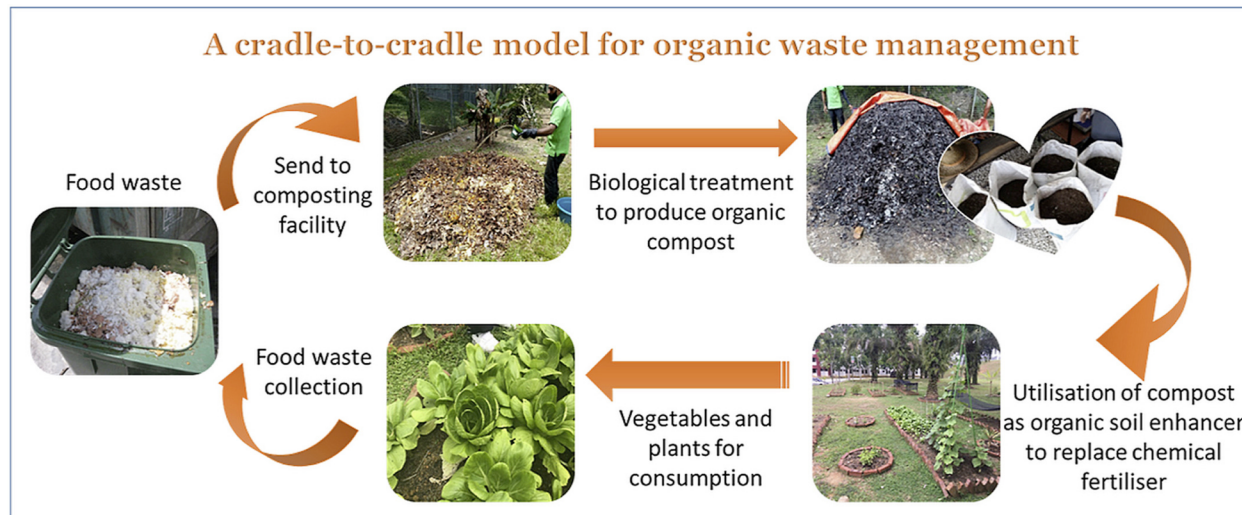 A cradle-to-cradle model for organic waste management
Food waste
Send to
composting
facility
Biological treatment
to produce organic
compost
Utilisation of compost
as organic soil enhancer
to replace chemical
fertiliser
Vegetables and
plants for
consumption
Food waste
collection